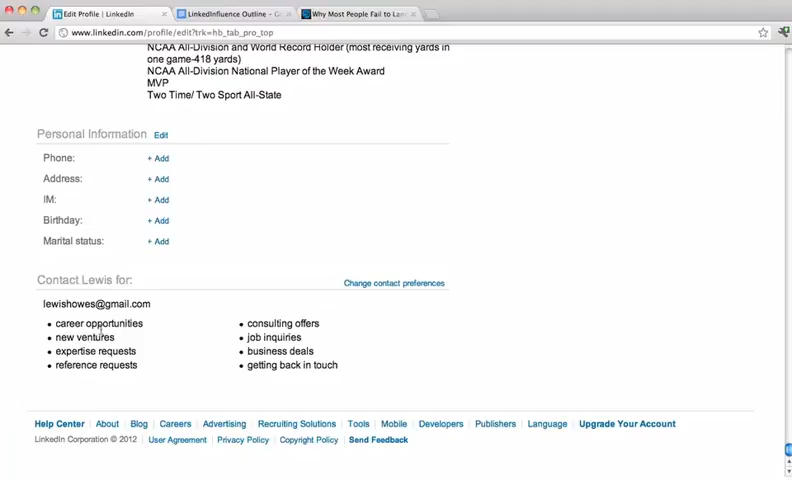 Edit Profile | LinkedIn
LinkedInfluence Outline - Go
Why Most People Fail to Lan
www.linkedin.com/profile/edit?trk=hb_tab_pro_top
NCAA All-Division and World Record Holder (most receiving yards in
one game-418 yards)
NCAA All-Division National Player of the Week Award
MVP
Two Time/ Two Sport All-State
Personal Information Edit
Phone: + Add
Address: + Add
IM: + Add
Birthday: + Add
Marital status: + Add
Contact Lewis for: Change contact preferences
lewishowes@gmail.com
• career opportunities • consulting offers
• new ventures • job inquiries
• expertise requests • business deals
• reference requests • getting back in touch
Help Center | About | Blog | Careers | Advertising | Recruiting Solutions | Tools | Mobile | Developers | Publishers | Language | Upgrade Your Account
LinkedIn Corporation © 2012 | User Agreement | Privacy Policy | Copyright Policy | Send Feedback